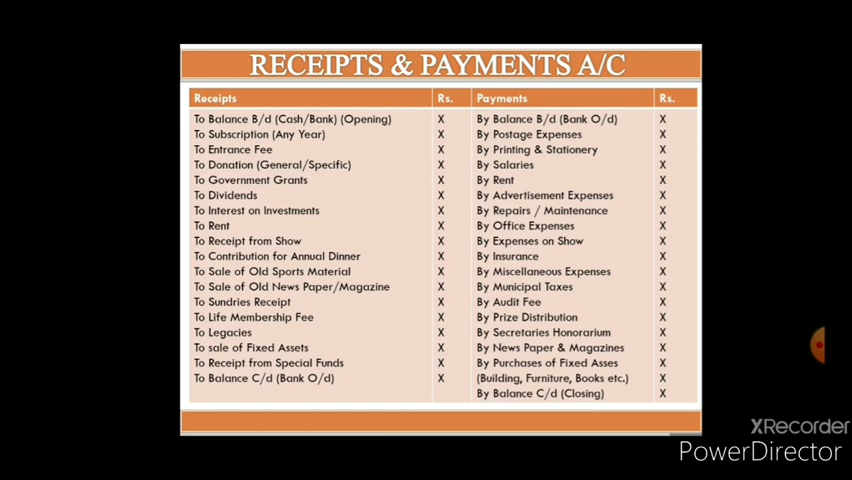 RECEIPTS & PAYMENTS A/C
Receipts Rs. Payments Rs.
To Balance B/d (Cash/Bank) (Opening) X By Balance B/d (Bank O/d) X
To Subscription (Any Year) X By Postage Expenses X
To Entrance Fee X By Printing & Stationery X
To Donation (General/Specific) X By Salaries X
To Government Grants X By Rent X
To Dividends X By Advertisement Expenses X
To Interest on Investments X By Repairs / Maintenance X
To Rent X By Office Expenses X
To Receipt from Show X By Expenses on Show X
To Contribution for Annual Dinner X By Insurance X
To Sale of Old Sports Material X By Miscellaneous Expenses X
To Sale of Old News Paper/Magazine X By Municipal Taxes X
To Sundries Receipt X By Audit Fee X
To Life Membership Fee X By Prize Distribution X
To Legacies X By Secretaries Honorarium X
To sale of Fixed Assets X By News Paper & Magazines X
To Receipt from Special Funds X By Purchases of Fixed Asses X
To Balance C/d (Bank O/d) X (Building, Furniture, Books etc.) X
By Balance C/d (Closing) X
XRecorder
PowerDirector